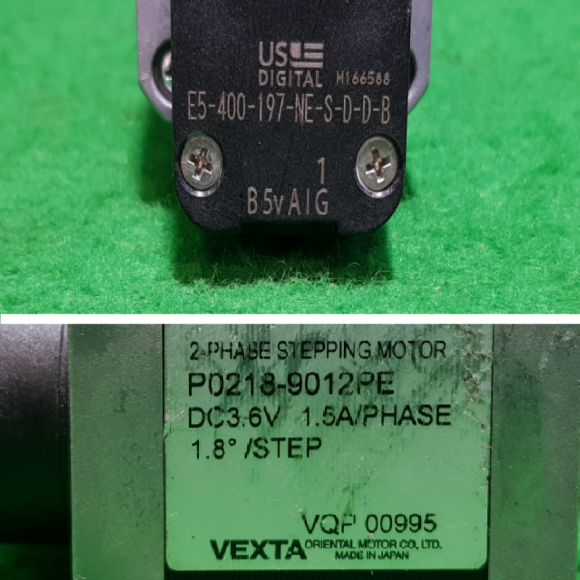 US
DIGITAL M166588
E5-400-197-NE-S-D-D-B
1
B5vAIG
2-PHASE STEPPING MOTOR
P0218-9012PE
DC3.6V 1.5A/PHASE
1.8° /STEP
VQP 00995
VEXTA ORIENTAL MOTOR CO., LTD.
MADE IN JAPAN